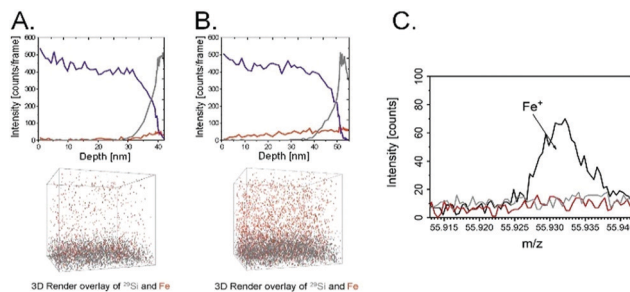 A.
B.
C.
600
500
400
300
200
100
0
Intensity [counts/frame]
0 10 20 30 40
Depth [nm]
600
500
400
300
200
100
0
Intensity [counts/frame]
0 10 20 30 40 50
Depth [nm]
100
80
60
40
20
0
Intensity [counts]
Fe⁺
55.915 55.920 55.925 55.930 55.935 55.940
m/z
3D Render overlay of ²⁹Si and Fe
3D Render overlay of ²⁹Si and Fe